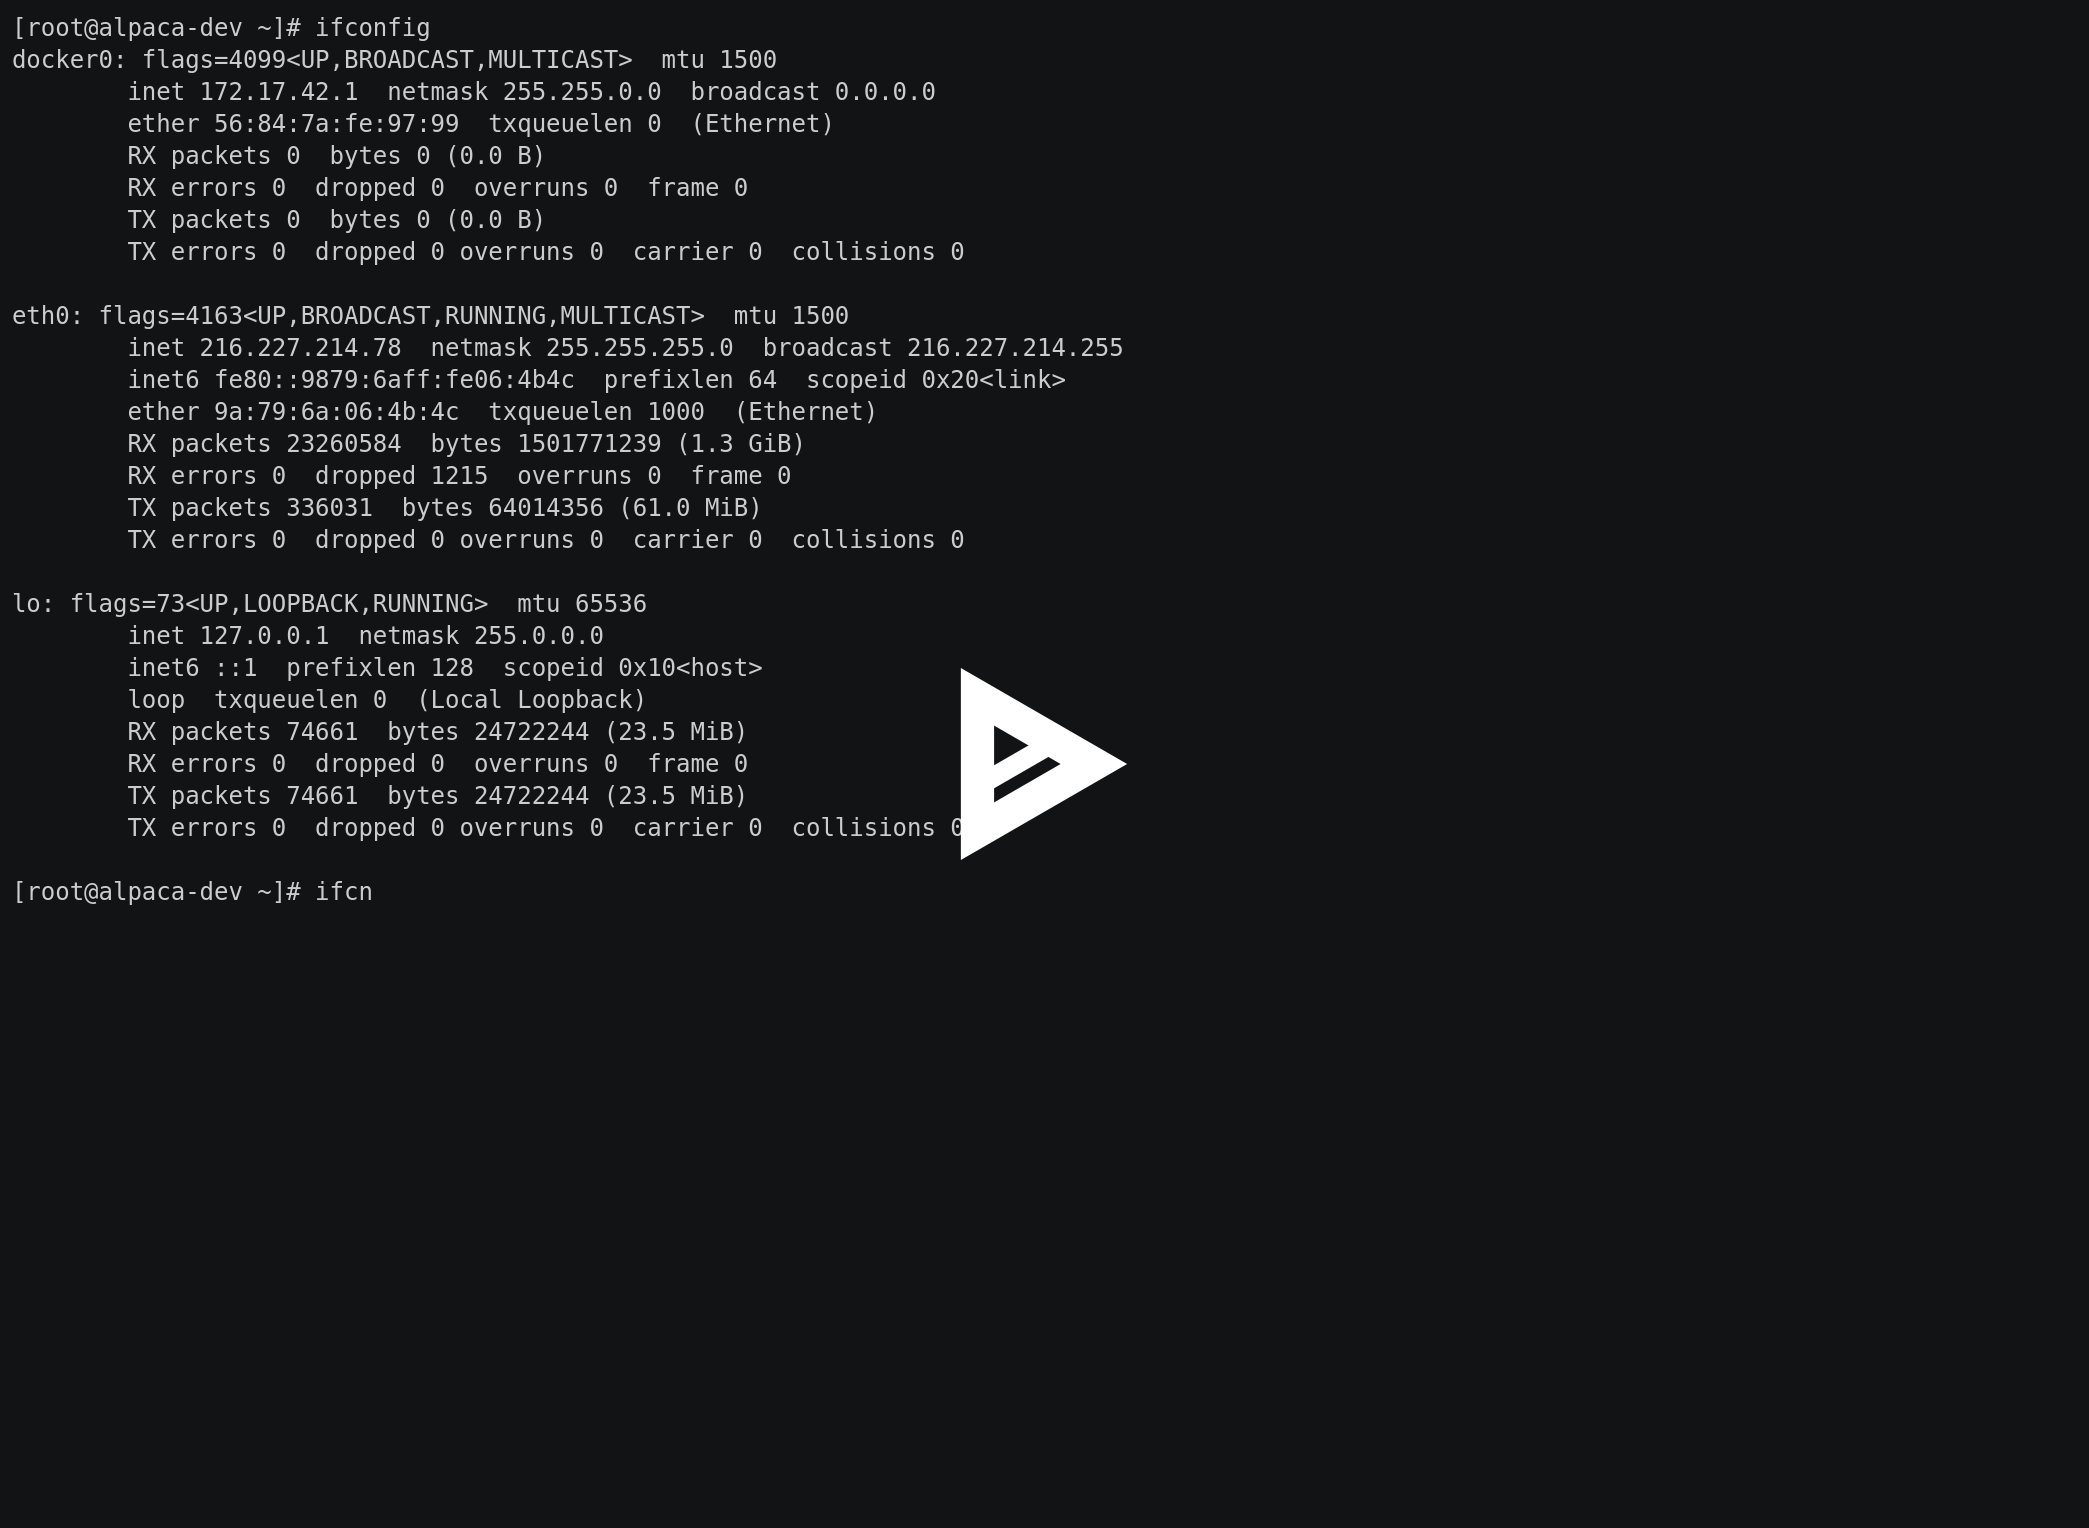 [root@alpaca-dev ~]# ifconfig
docker0: flags=4099<UP,BROADCAST,MULTICAST>  mtu 1500
        inet 172.17.42.1  netmask 255.255.0.0  broadcast 0.0.0.0
        ether 56:84:7a:fe:97:99  txqueuelen 0  (Ethernet)
        RX packets 0  bytes 0 (0.0 B)
        RX errors 0  dropped 0  overruns 0  frame 0
        TX packets 0  bytes 0 (0.0 B)
        TX errors 0  dropped 0 overruns 0  carrier 0  collisions 0

eth0: flags=4163<UP,BROADCAST,RUNNING,MULTICAST>  mtu 1500
        inet 216.227.214.78  netmask 255.255.255.0  broadcast 216.227.214.255
        inet6 fe80::9879:6aff:fe06:4b4c  prefixlen 64  scopeid 0x20<link>
        ether 9a:79:6a:06:4b:4c  txqueuelen 1000  (Ethernet)
        RX packets 23260584  bytes 1501771239 (1.3 GiB)
        RX errors 0  dropped 1215  overruns 0  frame 0
        TX packets 336031  bytes 64014356 (61.0 MiB)
        TX errors 0  dropped 0 overruns 0  carrier 0  collisions 0

lo: flags=73<UP,LOOPBACK,RUNNING>  mtu 65536
        inet 127.0.0.1  netmask 255.0.0.0
        inet6 ::1  prefixlen 128  scopeid 0x10<host>
        loop  txqueuelen 0  (Local Loopback)
        RX packets 74661  bytes 24722244 (23.5 MiB)
        RX errors 0  dropped 0  overruns 0  frame 0
        TX packets 74661  bytes 24722244 (23.5 MiB)
        TX errors 0  dropped 0 overruns 0  carrier 0  collisions 0

[root@alpaca-dev ~]# ifcn